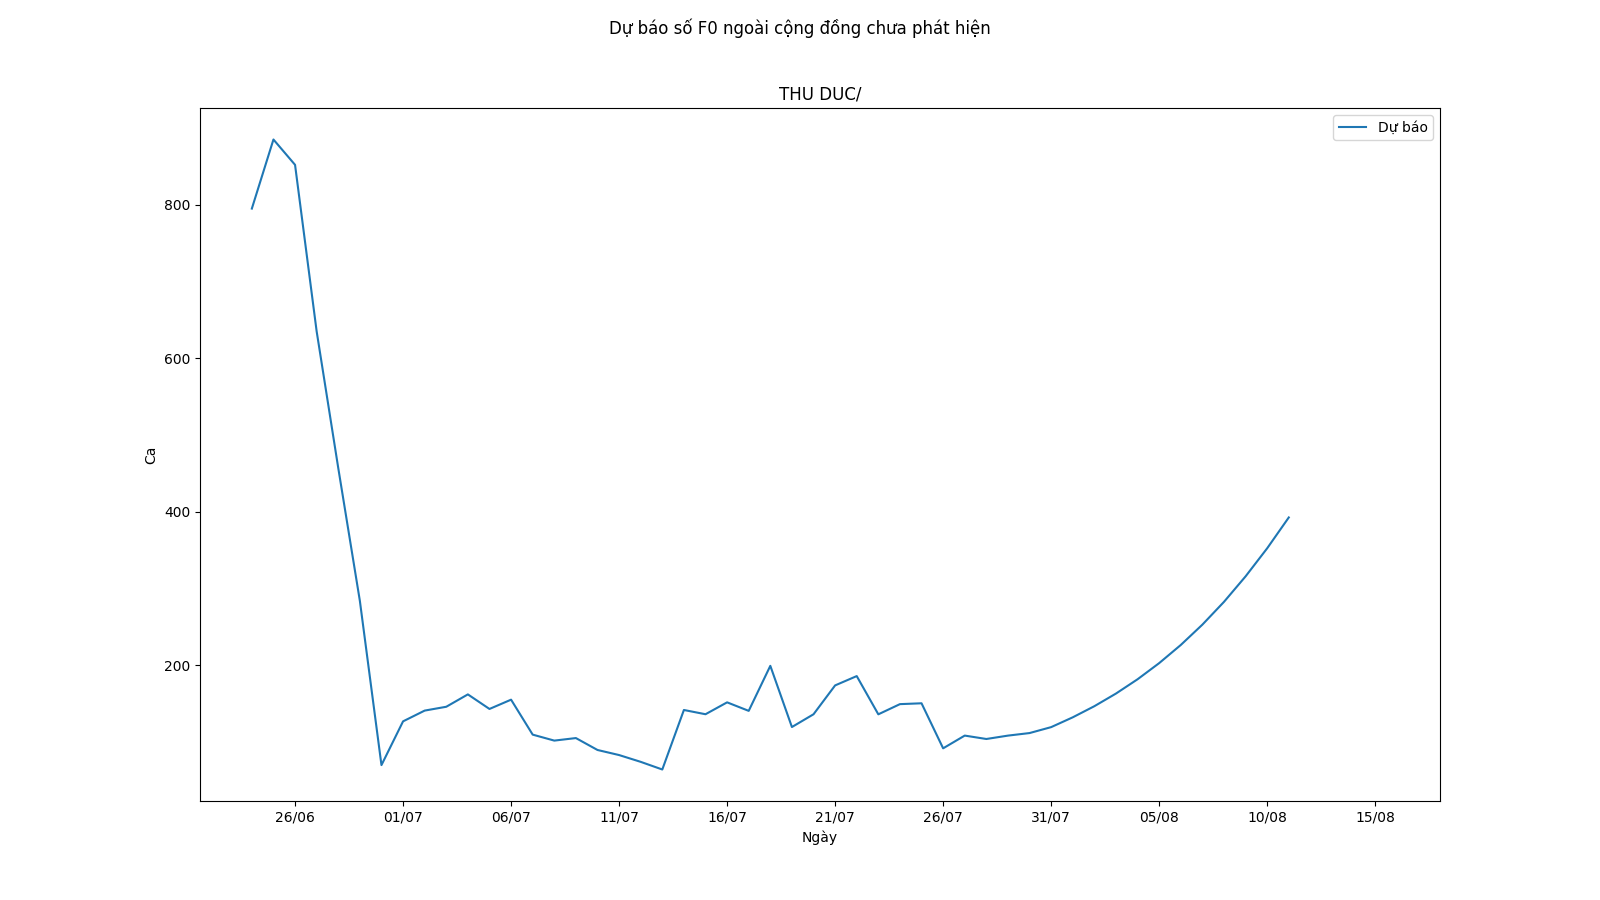 Dự báo số F0 ngoài cộng đồng chưa phát hiện
THU DUC/
Dự báo
800
600
400
200
Ca
26/06 01/07 06/07 11/07 16/07 21/07 26/07 31/07 05/08 10/08 15/08
Ngày